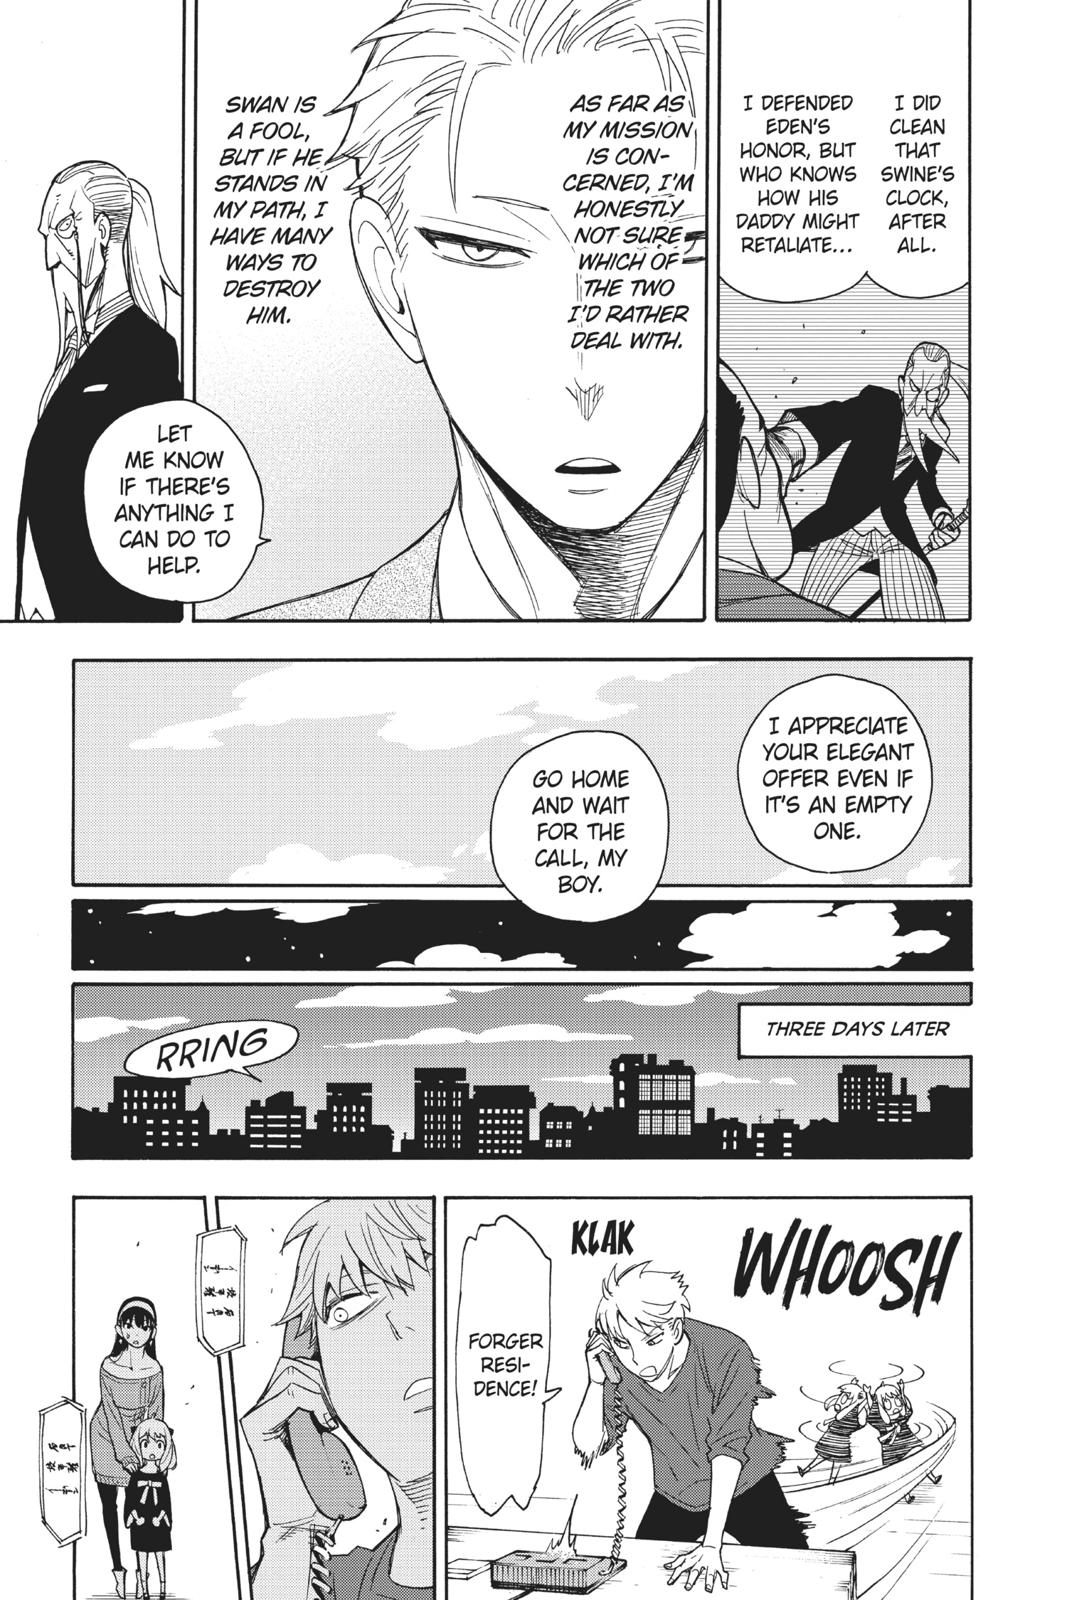 I DID
CLEAN
THAT
SWINE'S
CLOCK,
AFTER
ALL.
I DEFENDED
EDEN'S
HONOR, BUT
WHO KNOWS
HOW HIS
DADDY MIGHT
RETALIATE...
AS FAR AS
MY MISSION
IS CON-
CERNED, I'M
HONESTLY
NOT SURE
WHICH OF
THE TWO
I'D RATHER
DEAL WITH.
SWAN IS
A FOOL,
BUT IF HE
STANDS IN
MY PATH, I
HAVE MANY
WAYS TO
DESTROY
HIM.
LET
ME KNOW
IF THERE'S
ANYTHING I
CAN DO TO
HELP.
I APPRECIATE
YOUR ELEGANT
OFFER EVEN IF
IT'S AN EMPTY
ONE.
GO HOME
AND WAIT
FOR THE
CALL, MY
BOY.
THREE DAYS LATER
RRING
WHOOSH
KLAK
FORGER
RESI-
DENCE!